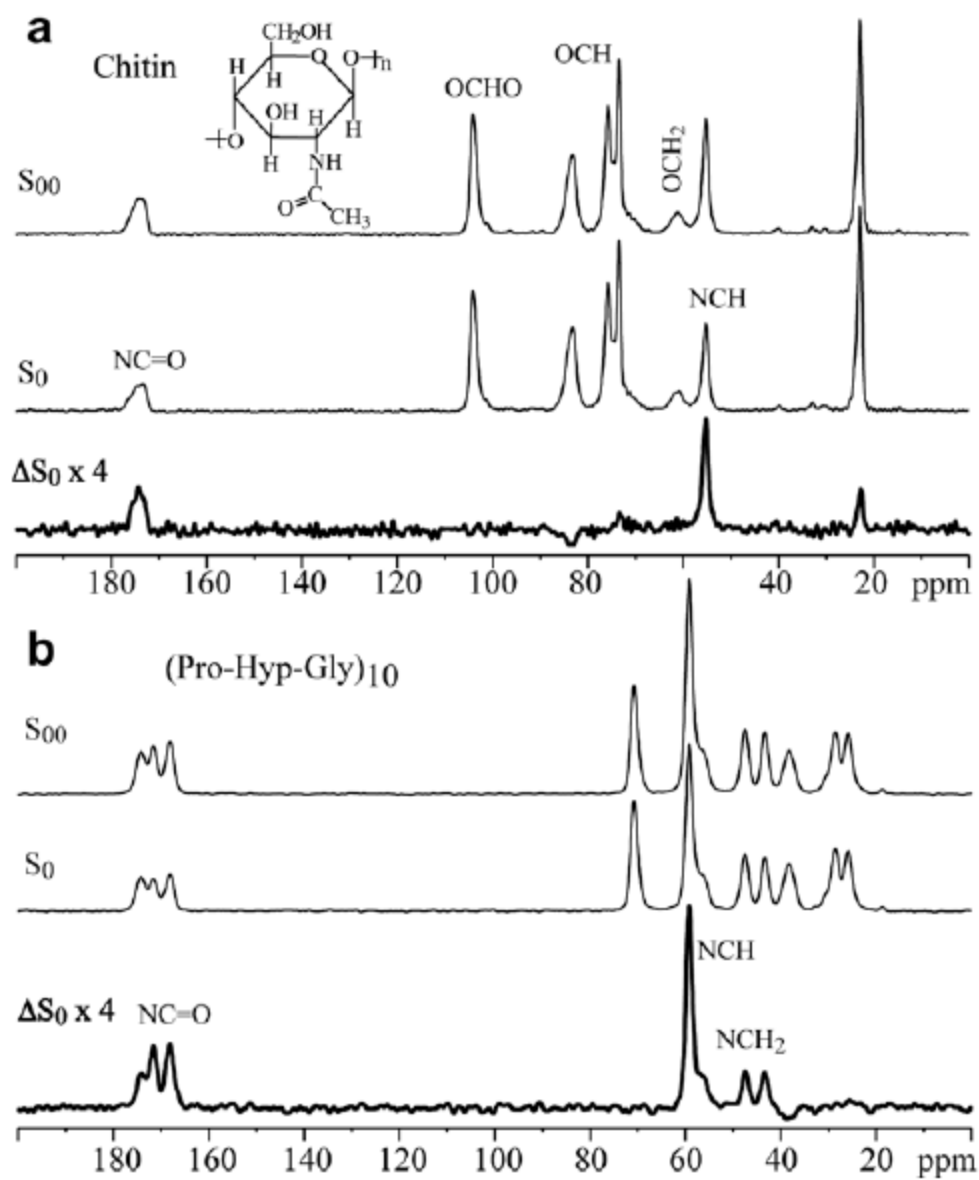 a
Chitin
CH₂OH
H
O
O
n
H
OH
H
H
O
H
NH
O
C
CH₃
OCHO
OCH
OCH₂
S₀₀
NC=O
NCH
S₀
ΔS₀ x 4
180 160 140 120 100 80 40 20 ppm
b
(Pro-Hyp-Gly)₁₀
S₀₀
S₀
NCH
ΔS₀ x 4 NC=O
NCH₂
180 160 140 120 100 80 60 40 20 ppm